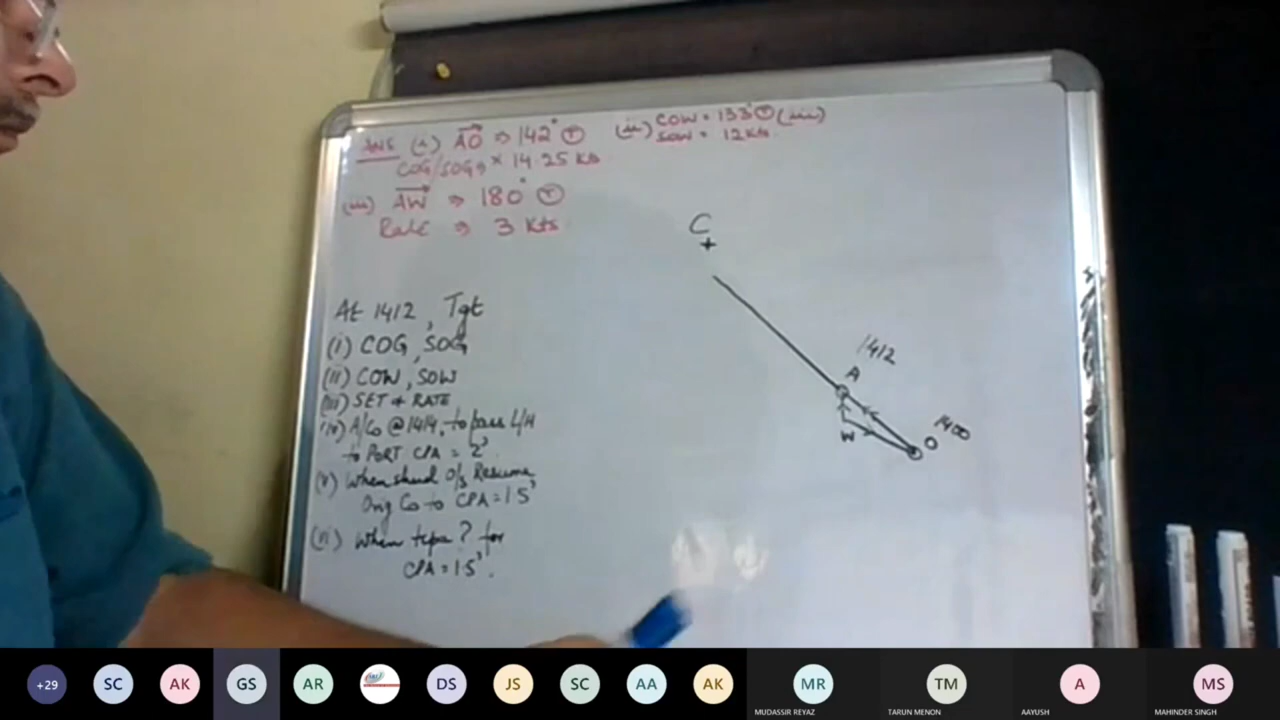 ANS (i) AO ⇒ 142° T
COG/SOG × 14.25 Kts
(ii) COW = 133° T (iii)
SOW = 12 Kts
(iii) AW ⇒ 180° T
Rate ⇒ 3 Kts
At 1412, Tgt
(i) COG, SOG
(ii) COW, SOW
(iii) SET & RATE
(iv) A/Co @ 1414, to pass L/H
to PORT CPA = 2'
(v) When shud O/S Resume
Orig Co to CPA = 1.5'
(vi) When tcpa? for
CPA = 1.5'.
C
1412
A
W
O
1400
+29
SC
AK
GS
AR
DS
JS
SC
AA
AK
MR
MUDASSIR REYAZ
TM
TARUN MENON
A
AAYUSH
MS
MAHINDER SINGH